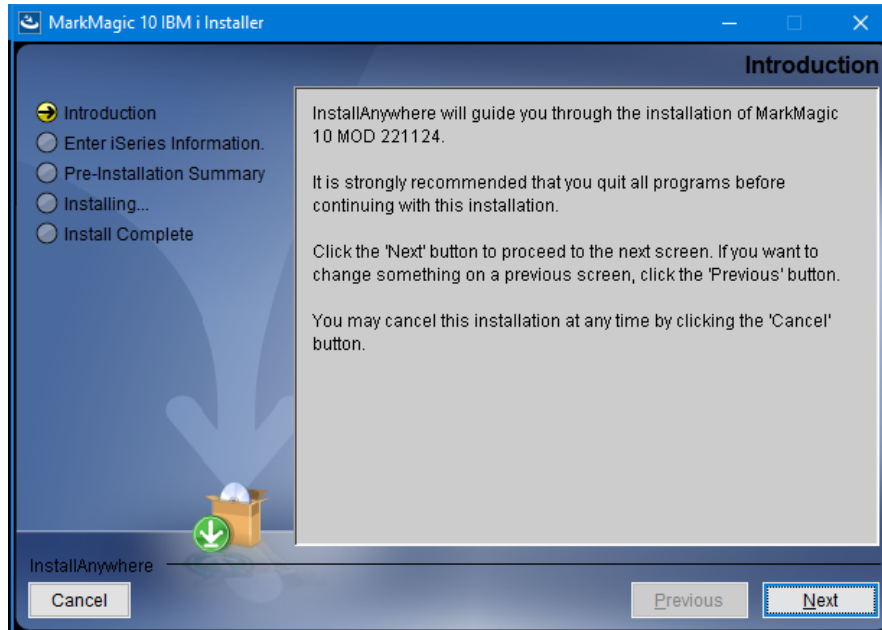 MarkMagic 10 IBM i Installer
Introduction
Introduction
Enter iSeries Information.
Pre-Installation Summary
Installing...
Install Complete
InstallAnywhere will guide you through the installation of MarkMagic
10 MOD 221124.
It is strongly recommended that you quit all programs before
continuing with this installation.
Click the 'Next' button to proceed to the next screen. If you want to
change something on a previous screen, click the 'Previous' button.
You may cancel this installation at any time by clicking the 'Cancel'
button.
InstallAnywhere
Cancel
Previous
Next